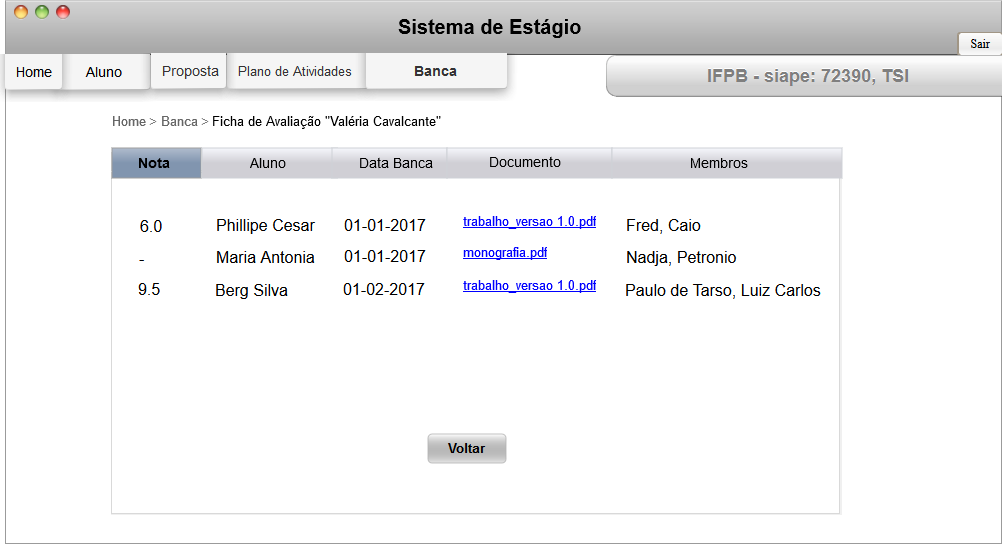 Sistema de Estágio
Sair
Home Aluno Proposta Plano de Atividades Banca
IFPB - siape: 72390, TSI
Home > Banca > Ficha de Avaliação "Valéria Cavalcante"
Nota Aluno Data Banca Documento Membros
6.0 Phillipe Cesar 01-01-2017 trabalho_versao 1.0.pdf Fred, Caio
- Maria Antonia 01-01-2017 monografia.pdf Nadja, Petronio
9.5 Berg Silva 01-02-2017 trabalho_versao 1.0.pdf Paulo de Tarso, Luiz Carlos
Voltar